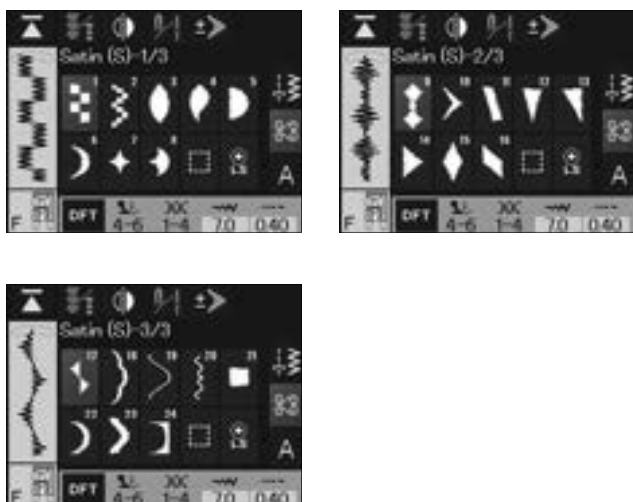 Satin (S)-1/3
1 2 3 4 5
6 7 8
A
F DFT 4-6 1-4 7.0 0.40
Satin (S)-2/3
9 10 11 12 13
14 15 16
A
F DFT 4-6 1-4 7.0 0.40
Satin (S)-3/3
17 18 19 20 21
22 23 24
A
F DFT 4-6 1-4 7.0 0.40